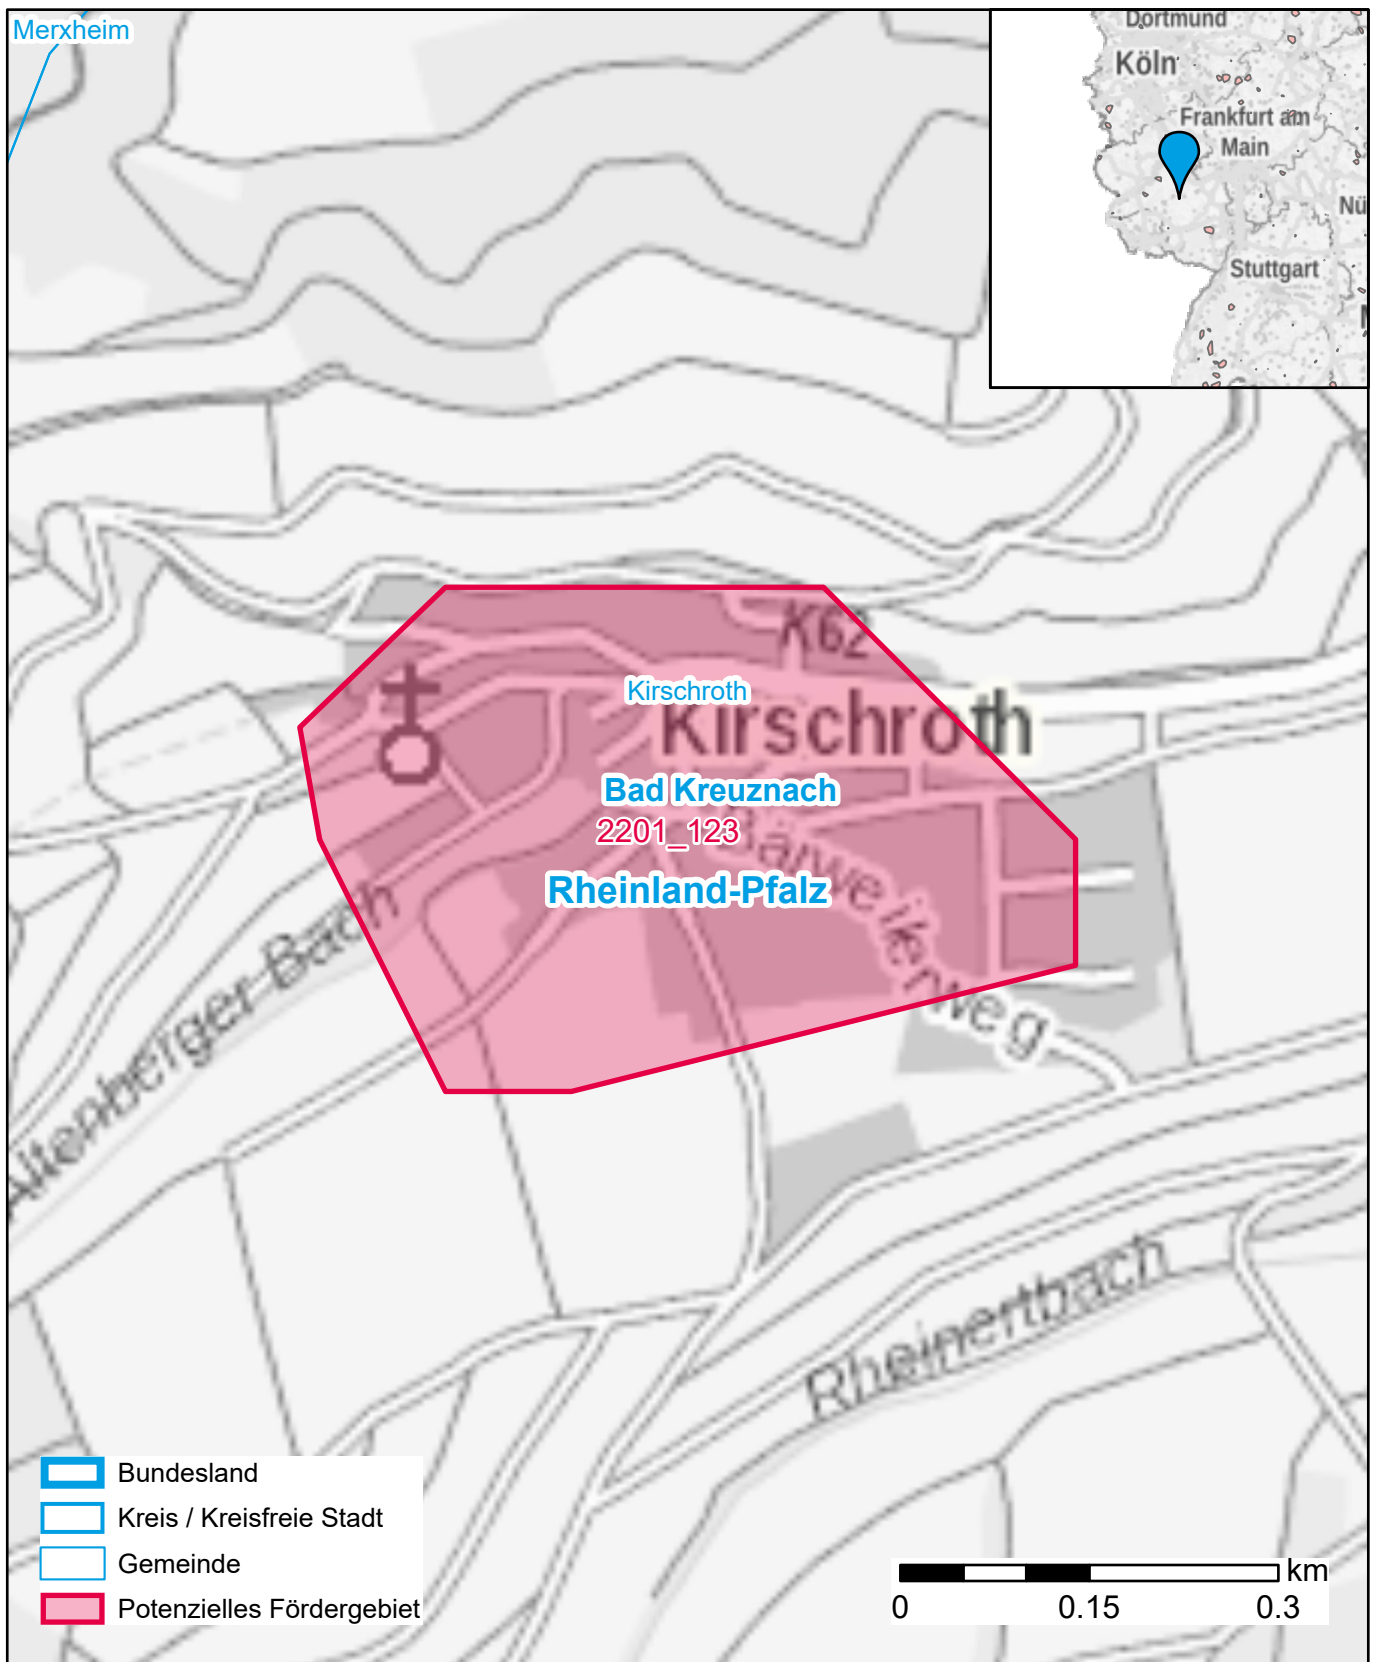 Merxheim
Dortmund
Köln
Frankfurt am
Main
Nü
Stuttgart
K62
Kirschroth
Kirschroth
Bad Kreuznach
2201_123
Bärweilerweg
Rheinland-Pfalz
Altenberger Bach
Rheinertbach
Bundesland
Kreis / Kreisfreie Stadt
Gemeinde
Potenzielles Fördergebiet
km
0 0.15 0.3